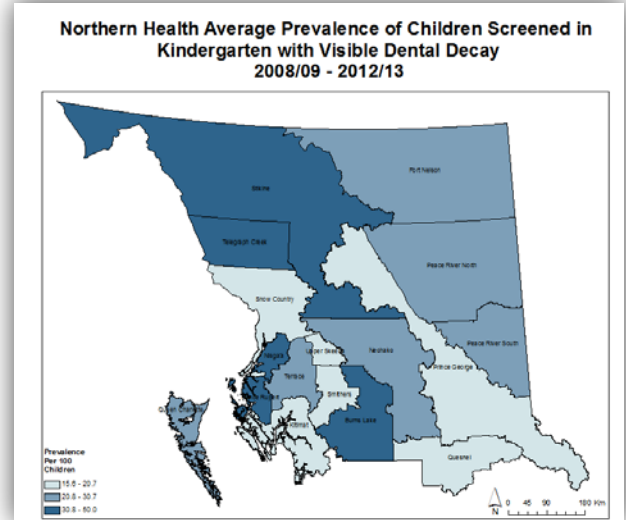 Northern Health Average Prevalence of Children Screened in
Kindergarten with Visible Dental Decay
2008/09 - 2012/13
Fort Nelson
Stikine
Telegraph Creek
Peace River North
Snow Country
Peace River South
Nisga'a
Upper Skeena
Nechako
Prince George
Terrace
Smithers
Queen Charlotte
Kitimat
Burns Lake
Quesnel
Prevalence
Per 100
Children
15.6 - 20.7
20.8 - 30.7
30.8 - 50.0
N
0 45 90 180 Km